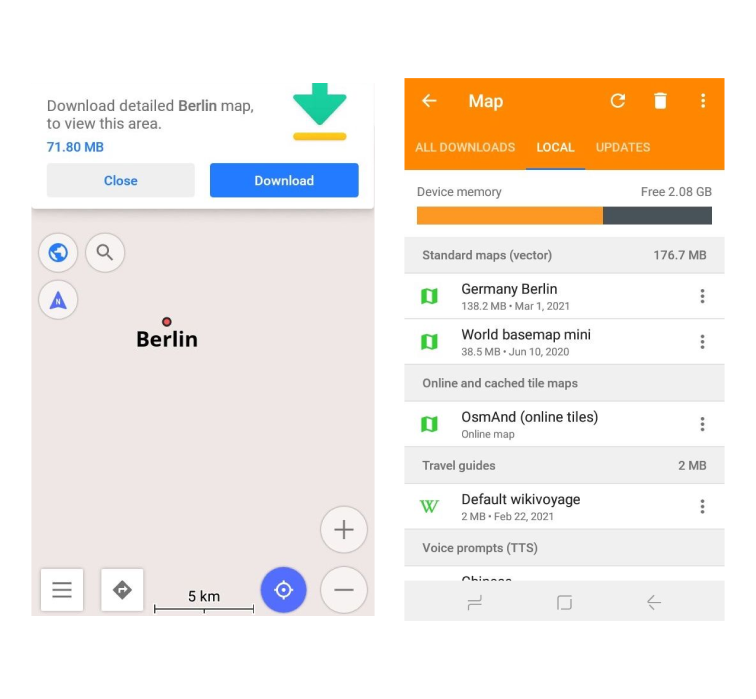 Download detailed Berlin map,
to view this area.
71.80 MB
Close
Download
N
Berlin
5 km
Map
ALL DOWNLOADS LOCAL UPDATES
Device memory Free 2.08 GB
Standard maps (vector) 176.7 MB
Germany Berlin
138.2 MB • Mar 1, 2021
World basemap mini
38.5 MB • Jun 10, 2020
Online and cached tile maps
OsmAnd (online tiles)
Online map
Travel guides 2 MB
W
Default wikivoyage
2 MB • Feb 22, 2021
Voice prompts (TTS)
Chinese